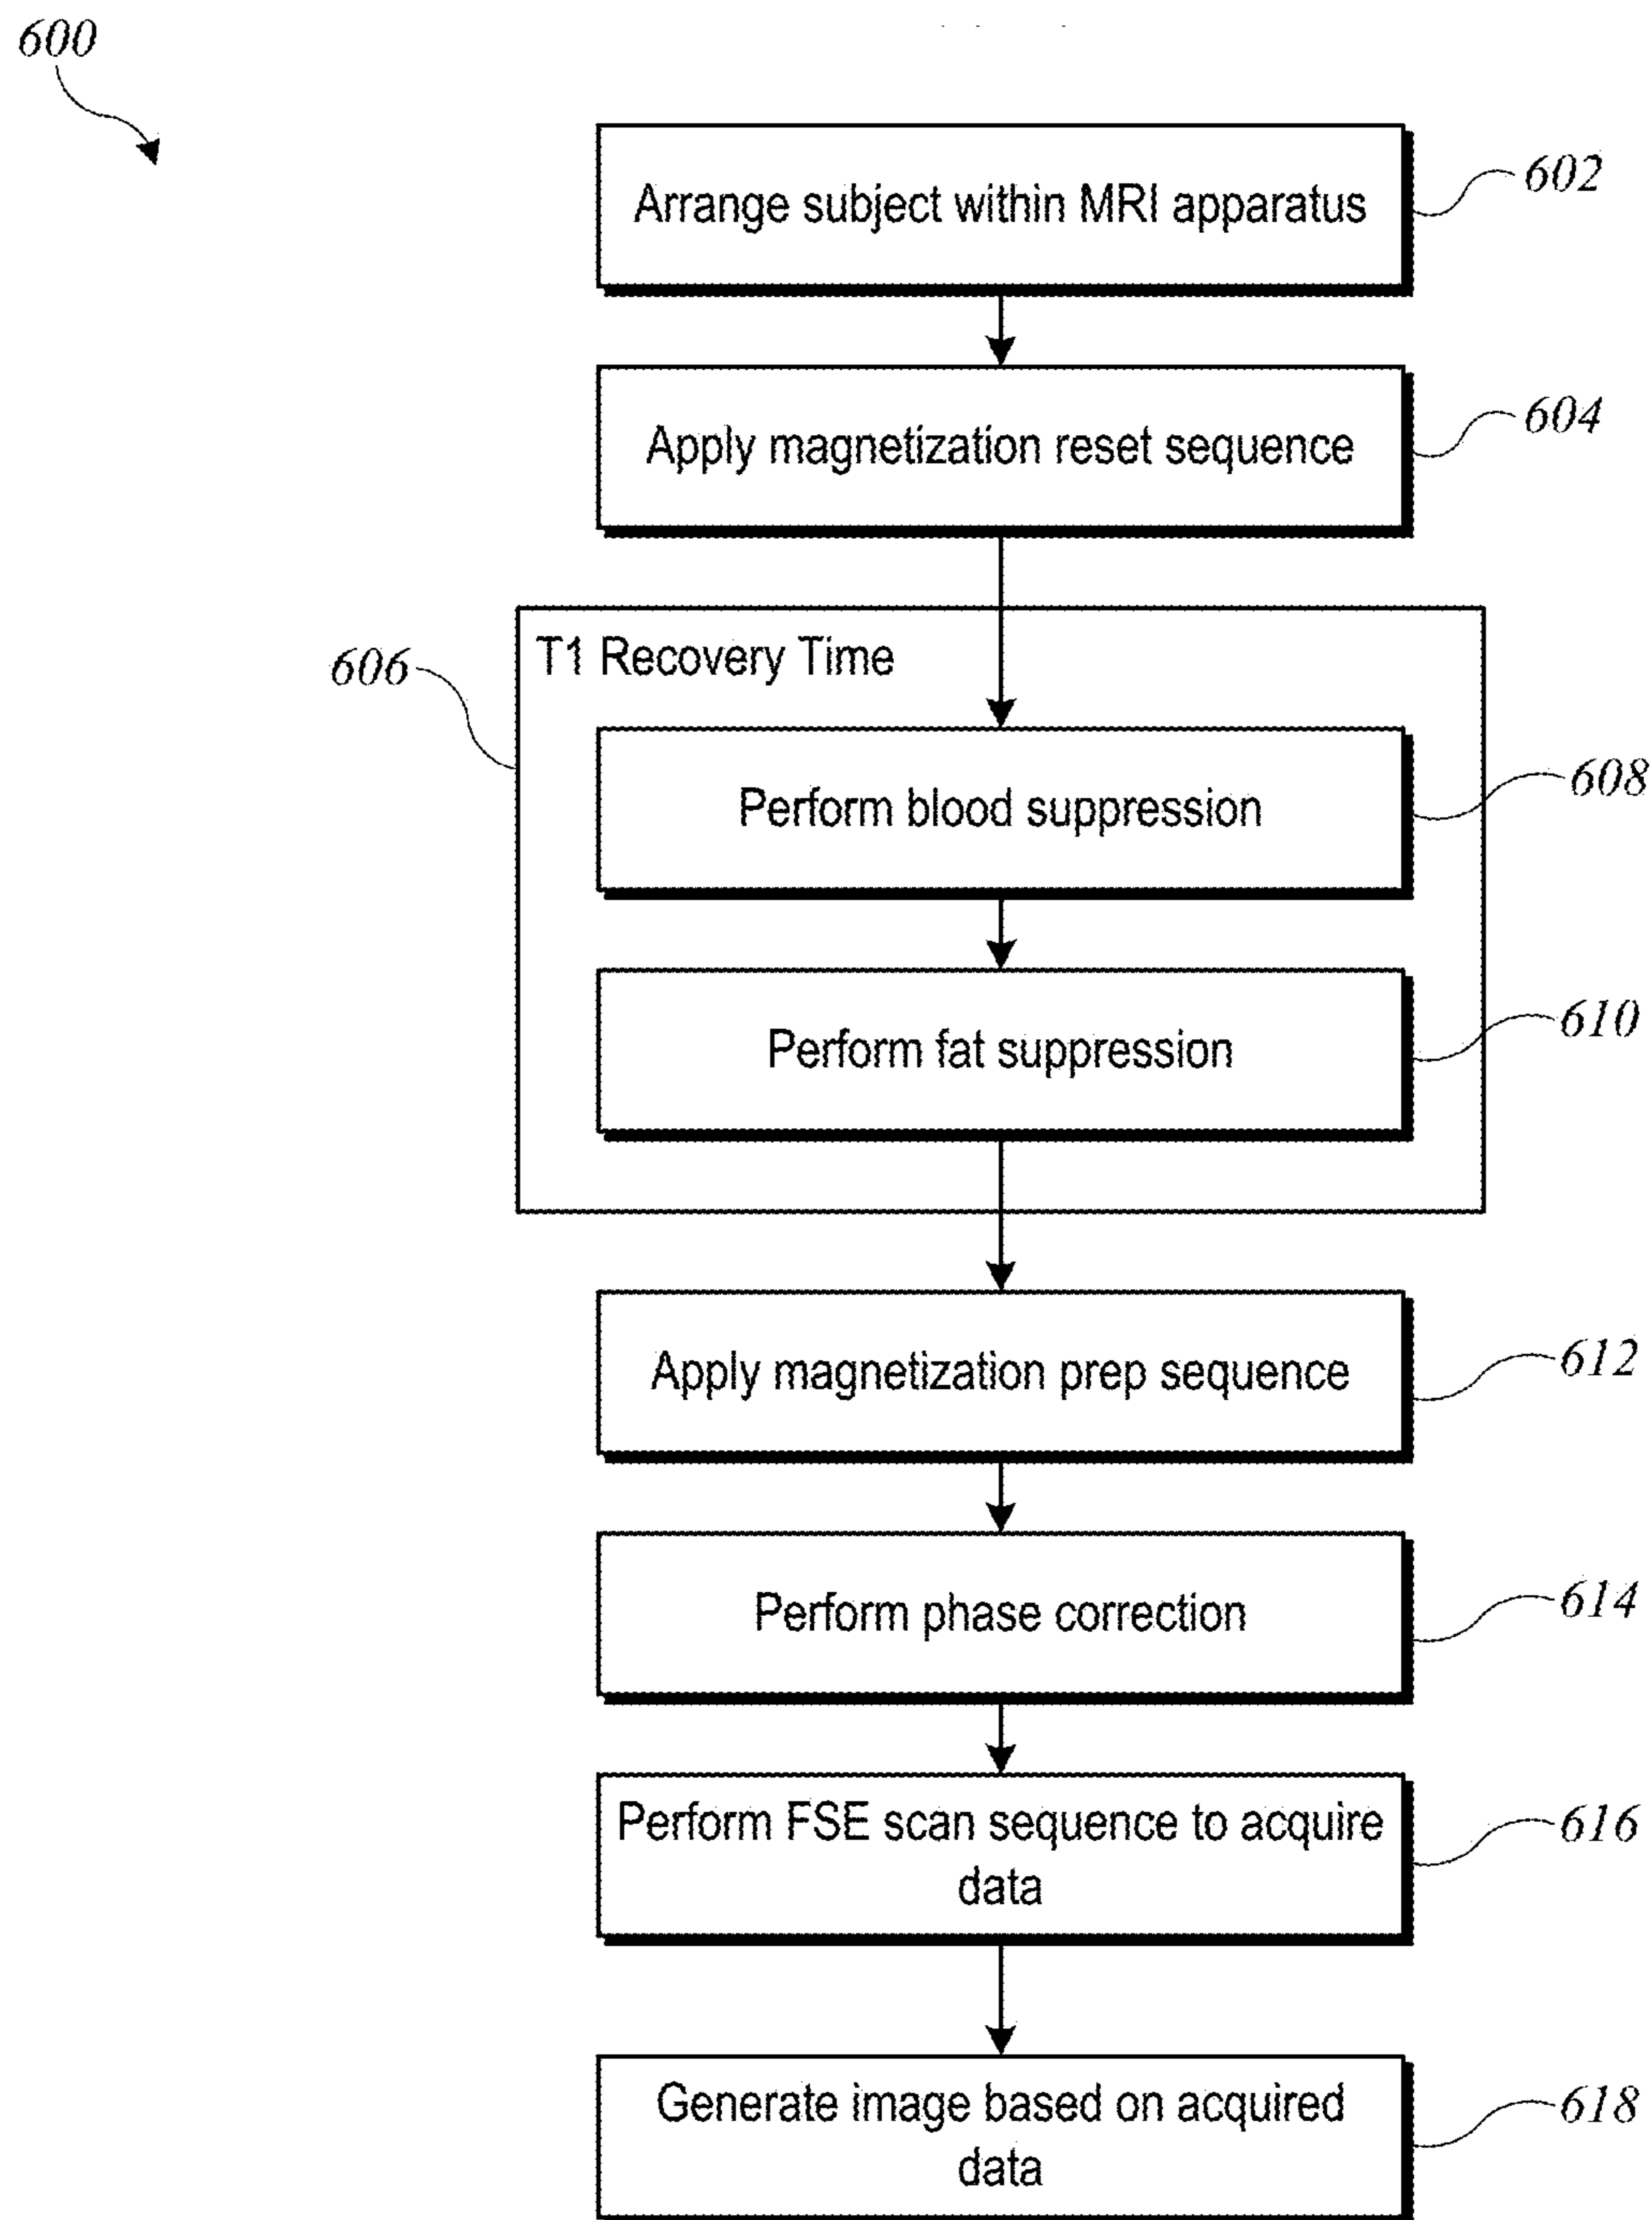 600
Arrange subject within MRI apparatus
602
Apply magnetization reset sequence
604
T1 Recovery Time
606
Perform blood suppression
608
Perform fat suppression
610
Apply magnetization prep sequence
612
Perform phase correction
614
Perform FSE scan sequence to acquire
data
616
Generate image based on acquired
data
618